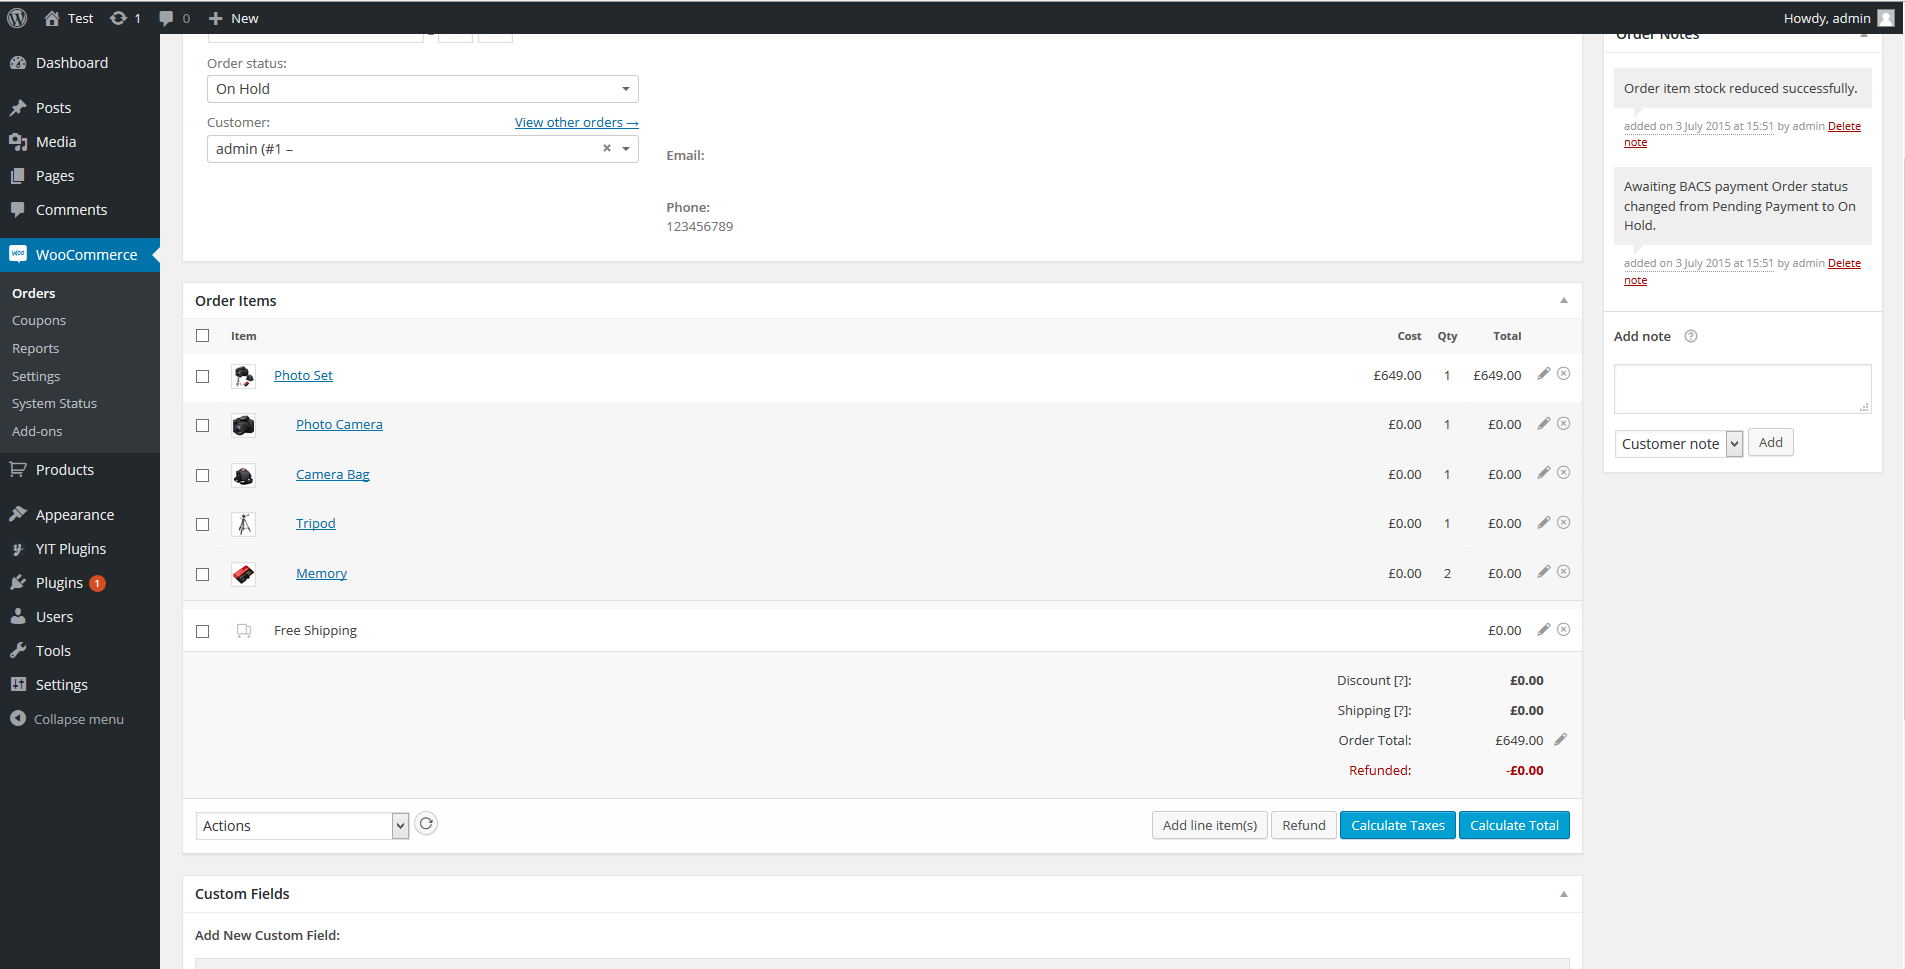 Test 1 0 New
Howdy, admin
Dashboard
Posts
Media
Pages
Comments
WooCommerce
Orders
Coupons
Reports
Settings
System Status
Add-ons
Products
Appearance
YIT Plugins
Plugins 1
Users
Tools
Settings
Collapse menu
Order status:
On Hold
Customer: View other orders →
admin (#1 – ×
Email:
Phone:
123456789
Order Items
Item Cost Qty Total
Photo Set £649.00 1 £649.00
Photo Camera £0.00 1 £0.00
Camera Bag £0.00 1 £0.00
Tripod £0.00 1 £0.00
Memory £0.00 2 £0.00
Free Shipping £0.00
Discount [?]: £0.00
Shipping [?]: £0.00
Order Total: £649.00
Refunded: -£0.00
Actions
Add line item(s) Refund Calculate Taxes Calculate Total
Custom Fields
Add New Custom Field:
Order Notes
Order item stock reduced successfully.
added on 3 July 2015 at 15:51 by admin Delete
note
Awaiting BACS payment Order status
changed from Pending Payment to On
Hold.
added on 3 July 2015 at 15:51 by admin Delete
note
Add note ?
Customer note Add